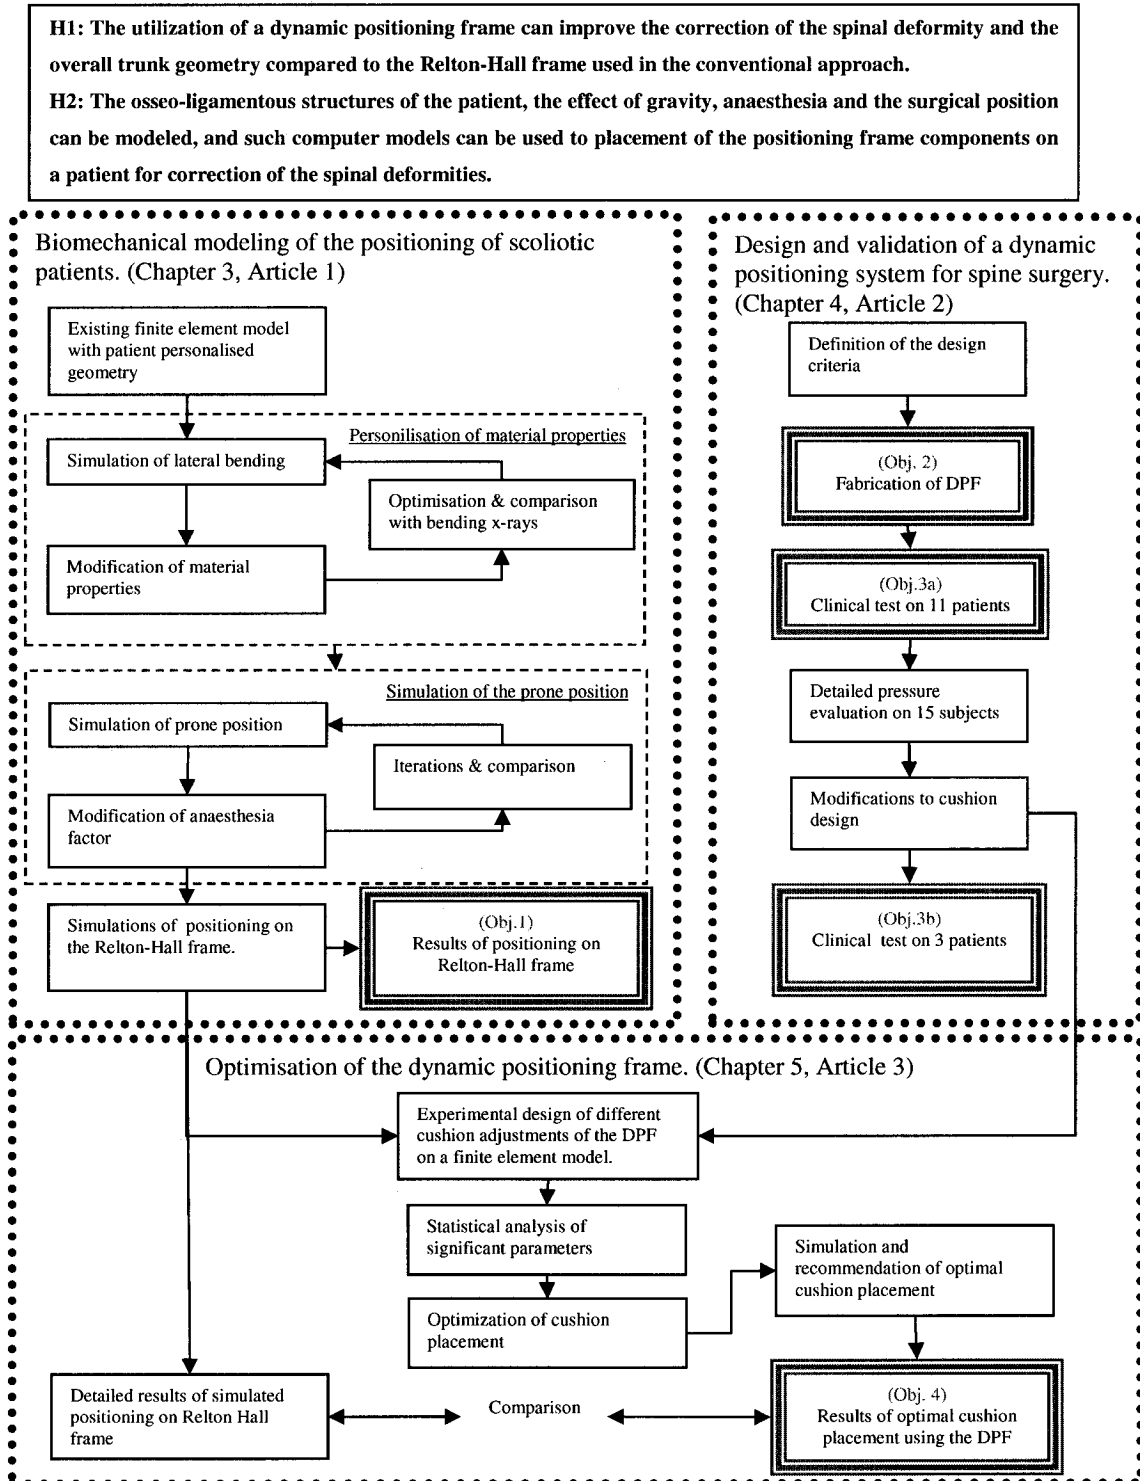 H1: The utilization of a dynamic positioning frame can improve the correction of the spinal deformity and the
overall trunk geometry compared to the Relton-Hall frame used in the conventional approach.
H2: The osseo-ligamentous structures of the patient, the effect of gravity, anaesthesia and the surgical position
can be modeled, and such computer models can be used to placement of the positioning frame components on
a patient for correction of the spinal deformities.
Biomechanical modeling of the positioning of scoliotic
patients. (Chapter 3, Article 1)
Existing finite element model
with patient personalised
geometry
Personilisation of material properties
Simulation of lateral bending
Optimisation & comparison
with bending x-rays
Modification of material
properties
Simulation of the prone position
Simulation of prone position
Iterations & comparison
Modification of anaesthesia
factor
Simulations of positioning on
the Relton-Hall frame.
(Obj.1)
Results of positioning on
Relton-Hall frame
Design and validation of a dynamic
positioning system for spine surgery.
(Chapter 4, Article 2)
Definition of the design
criteria
(Obj. 2)
Fabrication of DPF
(Obj.3a)
Clinical test on 11 patients
Detailed pressure
evaluation on 15 subjects
Modifications to cushion
design
(Obj.3b)
Clinical test on 3 patients
Optimisation of the dynamic positioning frame. (Chapter 5, Article 3)
Experimental design of different
cushion adjustments of the DPF
on a finite element model.
Statistical analysis of
significant parameters
Optimization of cushion
placement
Simulation and
recommendation of optimal
cushion placement
Detailed results of simulated
positioning on Relton Hall
frame
Comparison
(Obj. 4)
Results of optimal cushion
placement using the DPF